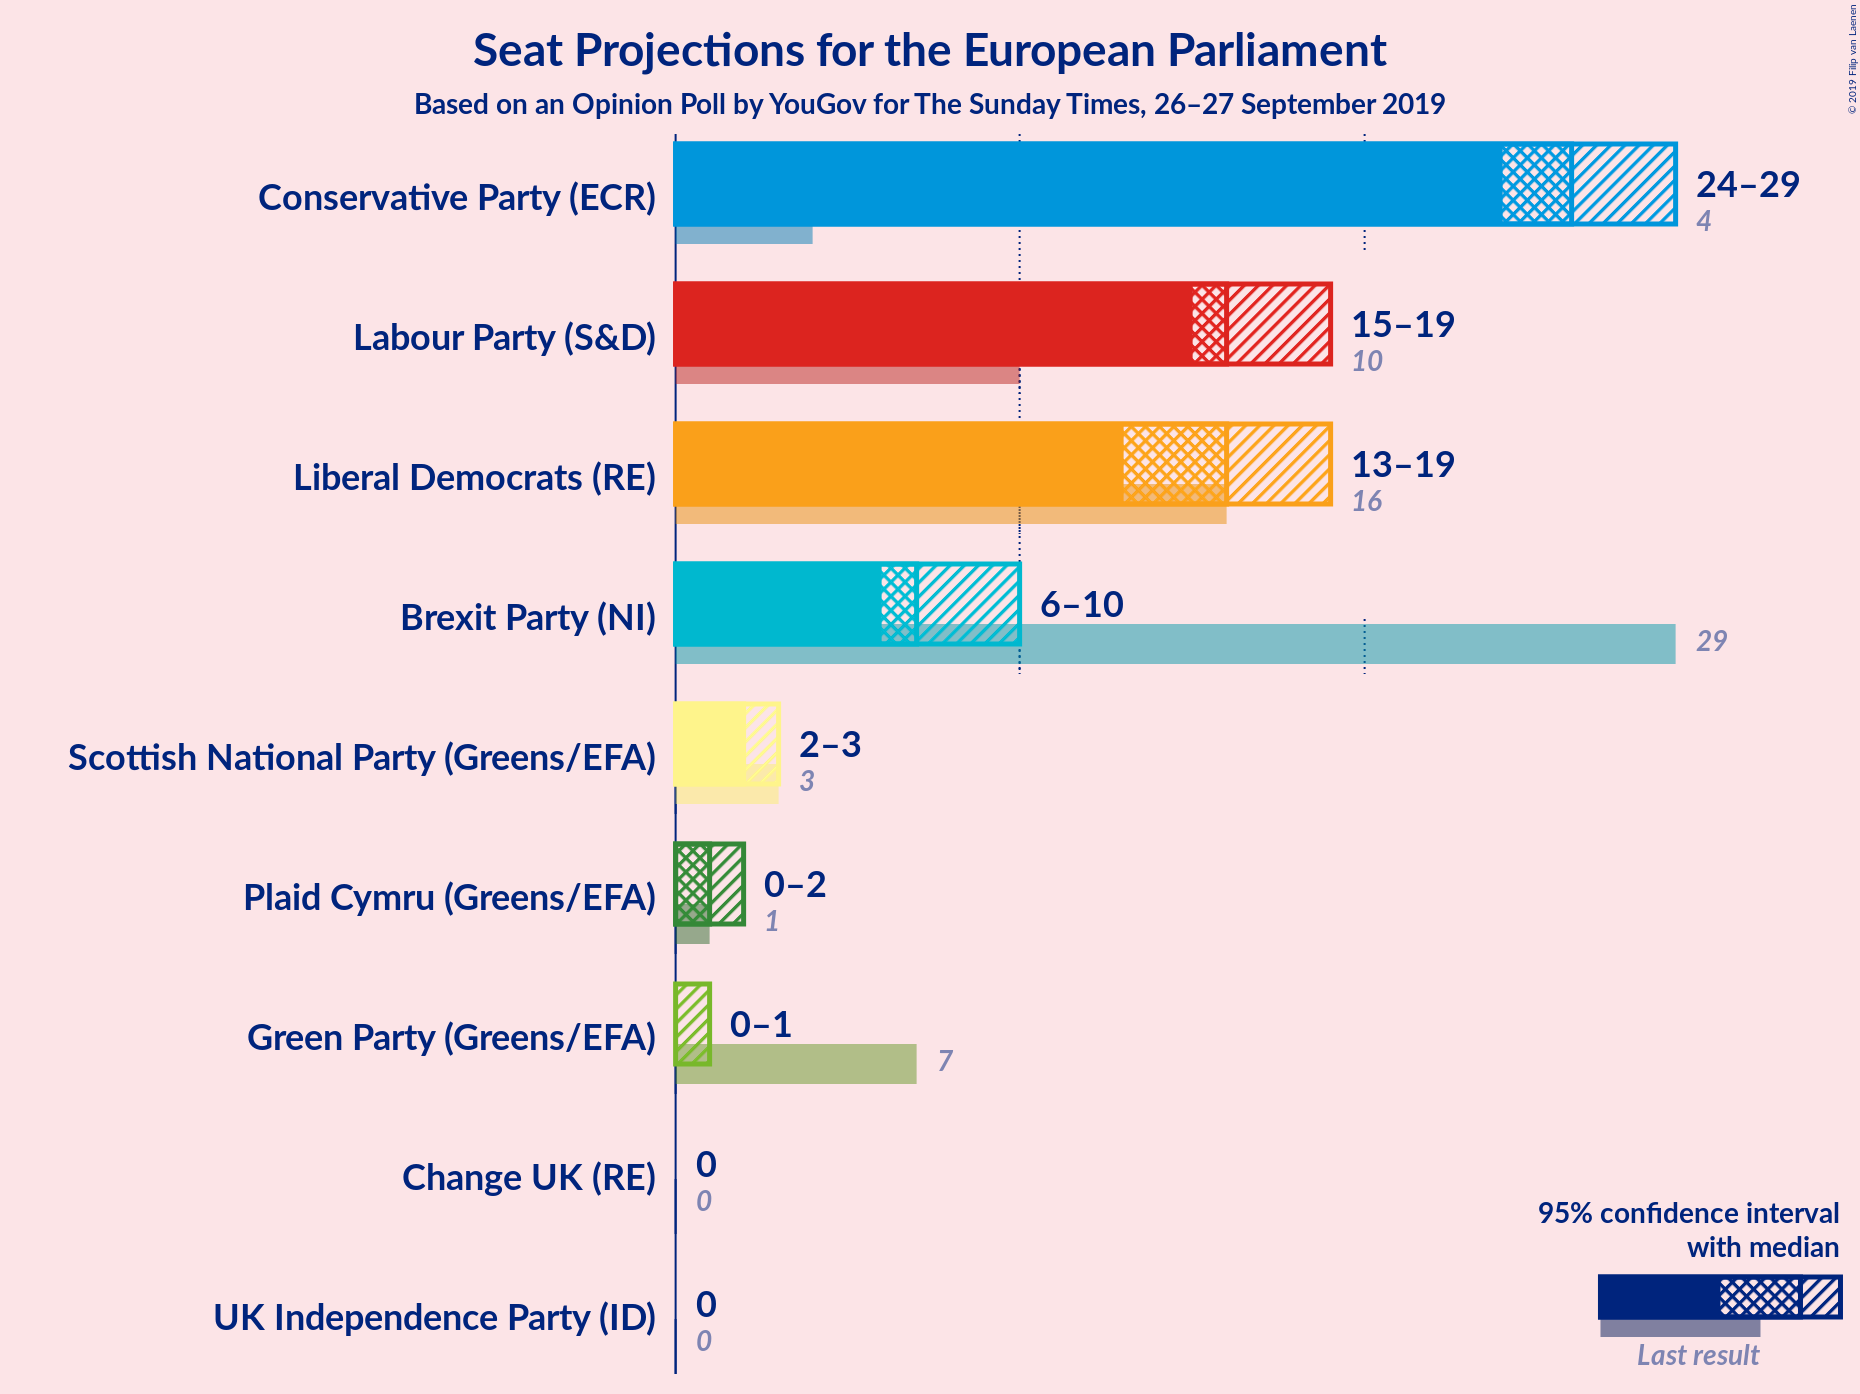 Seat Projections for the European Parliament
Based on an Opinion Poll by YouGov for The Sunday Times, 26–27 September 2019
© 2019 Filip van Laenen
Conservative Party (ECR)
24–29
4
Labour Party (S&D)
15–19
10
Liberal Democrats (RE)
13–19
16
Brexit Party (NI)
6–10
29
Scottish National Party (Greens/EFA)
2–3
3
Plaid Cymru (Greens/EFA)
0–2
1
Green Party (Greens/EFA)
0–1
7
Change UK (RE)
0
0
UK Independence Party (ID)
0
0
95% confidence interval
with median
Last result